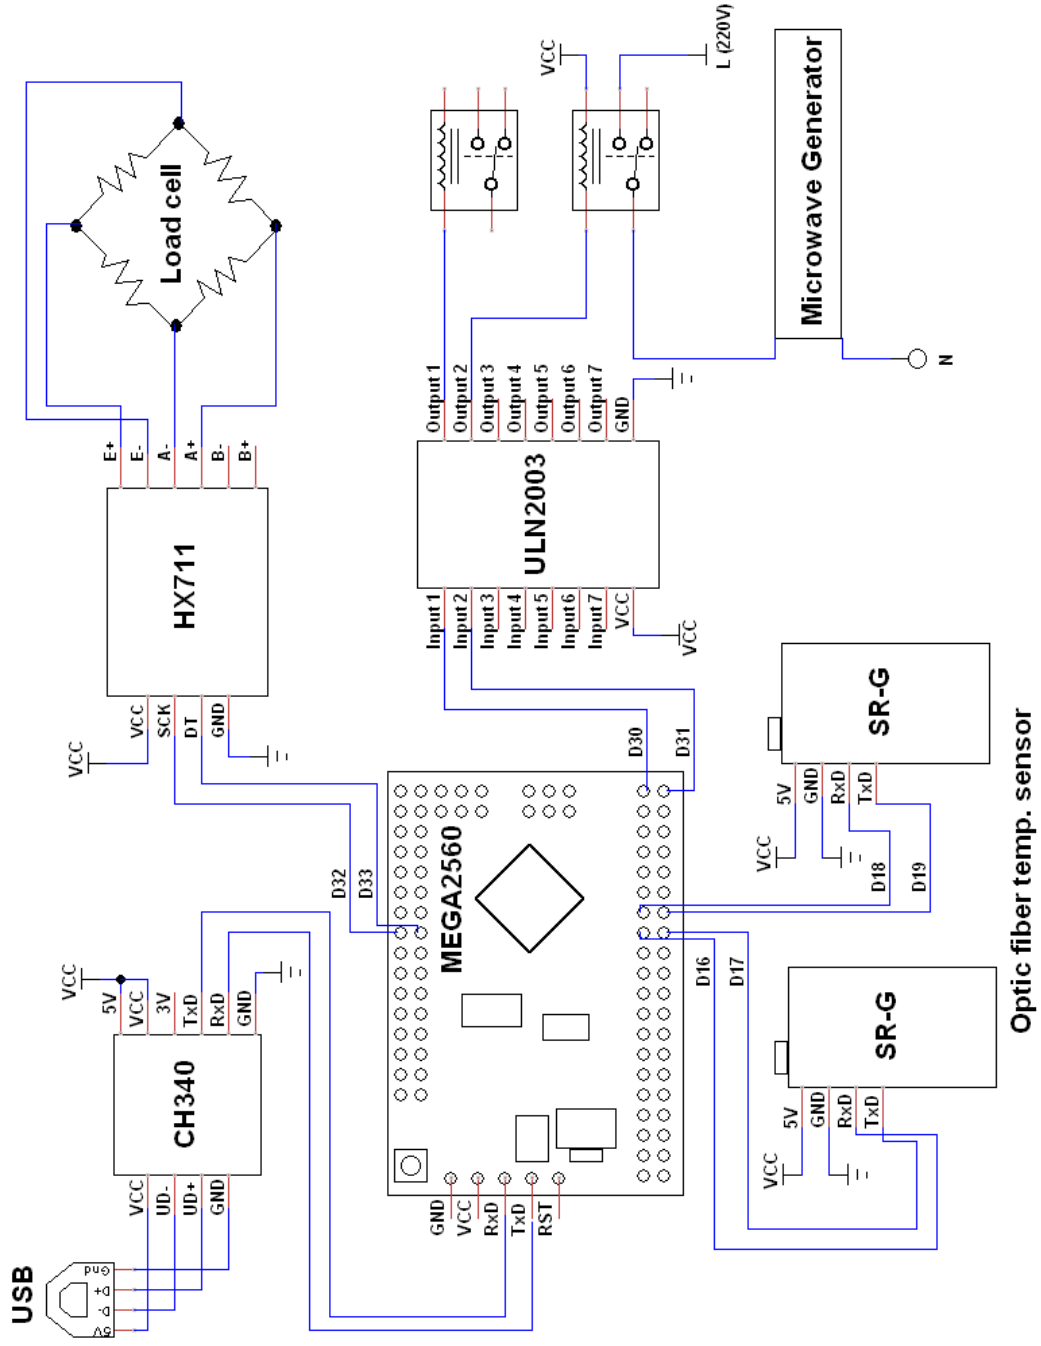 USB
5V
D-
D+
Gnd
VCC
UD-
UD+
GND
CH340
5V
VCC
3V
TxD
RxD
GND
VCC
VCC
VCC
SCK
DT
GND
HX711
E+
E-
A-
A+
B-
B+
Load cell
D32
D33
MEGA2560
GND
VCC
RxD
TxD
RST
D30
D31
D18
D19
D16
D17
Input 1
Input 2
Input 3
Input 4
Input 5
Input 6
Input 7
VCC
VCC
ULN2003
Output 1
Output 2
Output 3
Output 4
Output 5
Output 6
Output 7
GND
VCC
L (220V)
Microwave Generator
N
VCC
5V
GND
RxD
TxD
SR-G
VCC
5V
GND
RxD
TxD
SR-G
Optic fiber temp. sensor